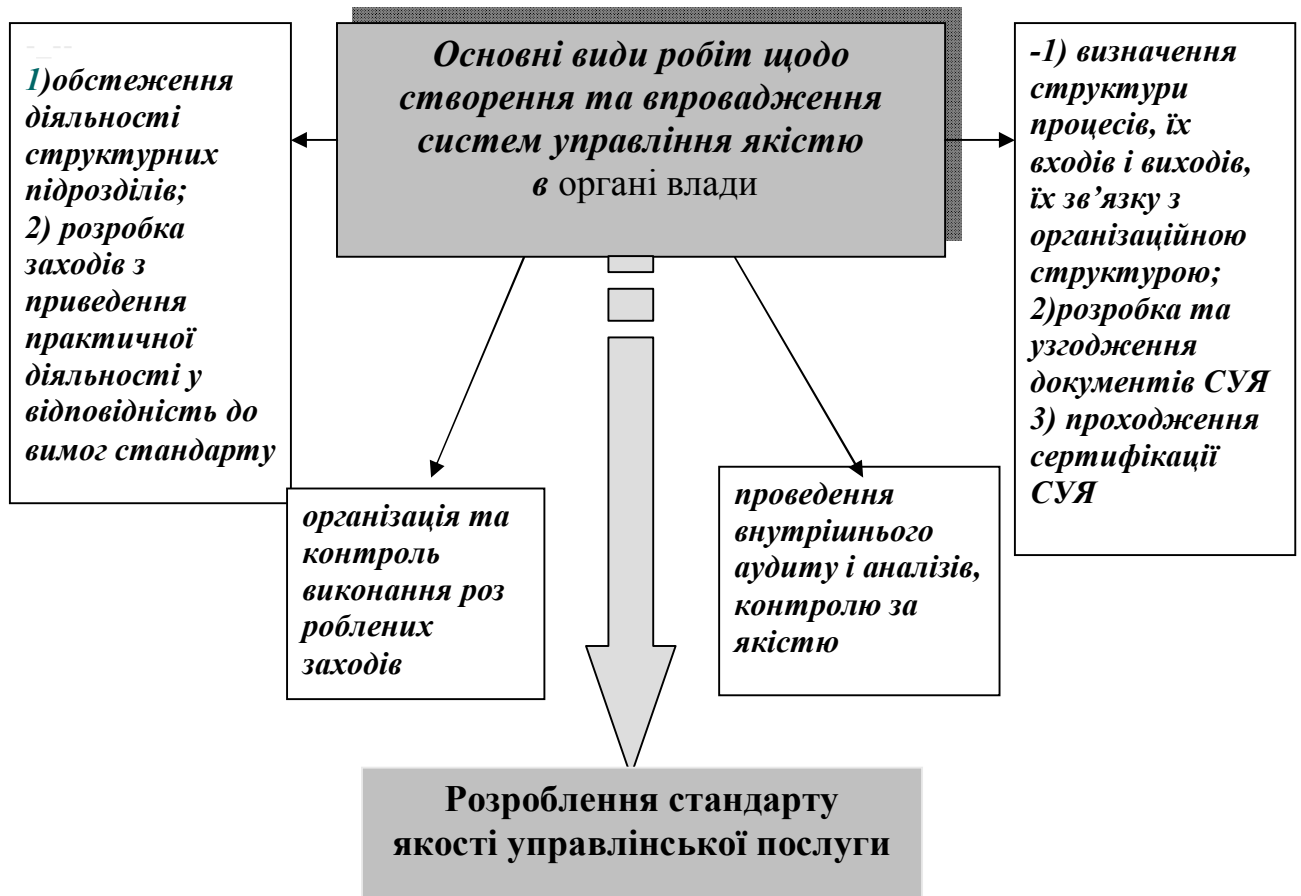 Основні види робіт щодо
створення та впровадження
систем управління якістю
в органі влади
1)обстеження
діяльності
структурних
підрозділів;
2) розробка
заходів з
приведення
практичної
діяльності у
відповідність до
вимог стандарту
-1) визначення
структури
процесів, їх
входів і виходів,
їх зв’язку з
організаційною
структурою;
2)розробка та
узгодження
документів СУЯ
3) проходження
сертифікації
СУЯ
організація та
контроль
виконання роз
роблених
заходів
проведення
внутрішнього
аудиту і аналізів,
контролю за
якістю
Розроблення стандарту
якості управлінської послуги